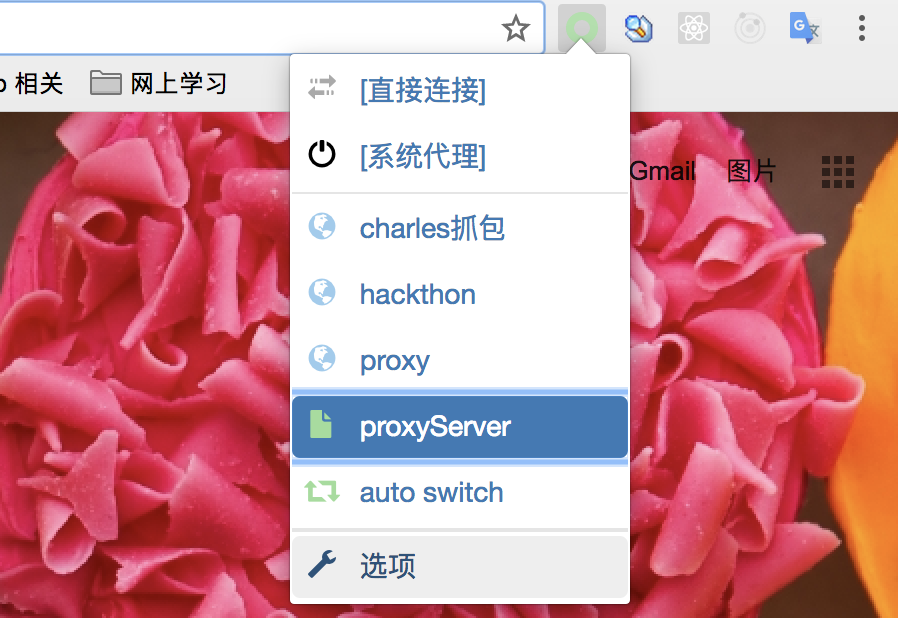 相关
网上学习
[直接连接]
[系统代理]
Gmail
图片
charles抓包
hackthon
proxy
proxyServer
auto switch
选项